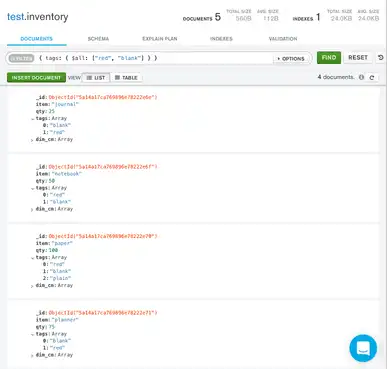 test.inventory
DOCUMENTS 5
TOTAL SIZE
560B
AVG. SIZE
112B
INDEXES 1
TOTAL SIZE
24.0KB
AVG. SIZE
24.0KB
DOCUMENTS
SCHEMA
EXPLAIN PLAN
INDEXES
VALIDATION
FILTER
{ tags: { $all: ["red", "blank"] } }
OPTIONS
FIND
RESET
INSERT DOCUMENT
VIEW
LIST
TABLE
4 documents.
_id:ObjectId("5a14a17ca769896e70222e6e")
item:"journal"
qty:25
tags:Array
0:"blank"
1:"red"
dim_cm:Array
_id:ObjectId("5a14a17ca769896e70222e6f")
item:"notebook"
qty:50
tags:Array
0:"red"
1:"blank"
dim_cm:Array
_id:ObjectId("5a14a17ca769896e70222e70")
item:"paper"
qty:100
tags:Array
0:"red"
1:"blank"
2:"plain"
dim_cm:Array
_id:ObjectId("5a14a17ca769896e70222e71")
item:"planner"
qty:75
tags:Array
0:"blank"
1:"red"
dim_cm:Array